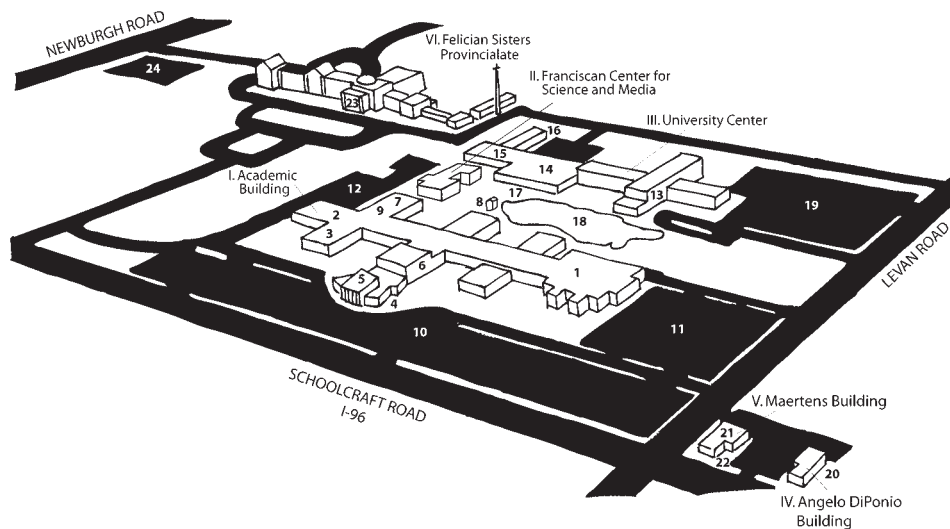 NEWBURGH ROAD
24
VI. Felician Sisters
Provincialate
23
II. Franciscan Center for
Science and Media
III. University Center
16
15
14
13
I. Academic
Building
12
17
19
2
7
8
9
18
3
LEVAN ROAD
6
1
5
4
10
11
SCHOOLCRAFT ROAD
I-96
V. Maertens Building
21
22
20
IV. Angelo DiPonio
Building